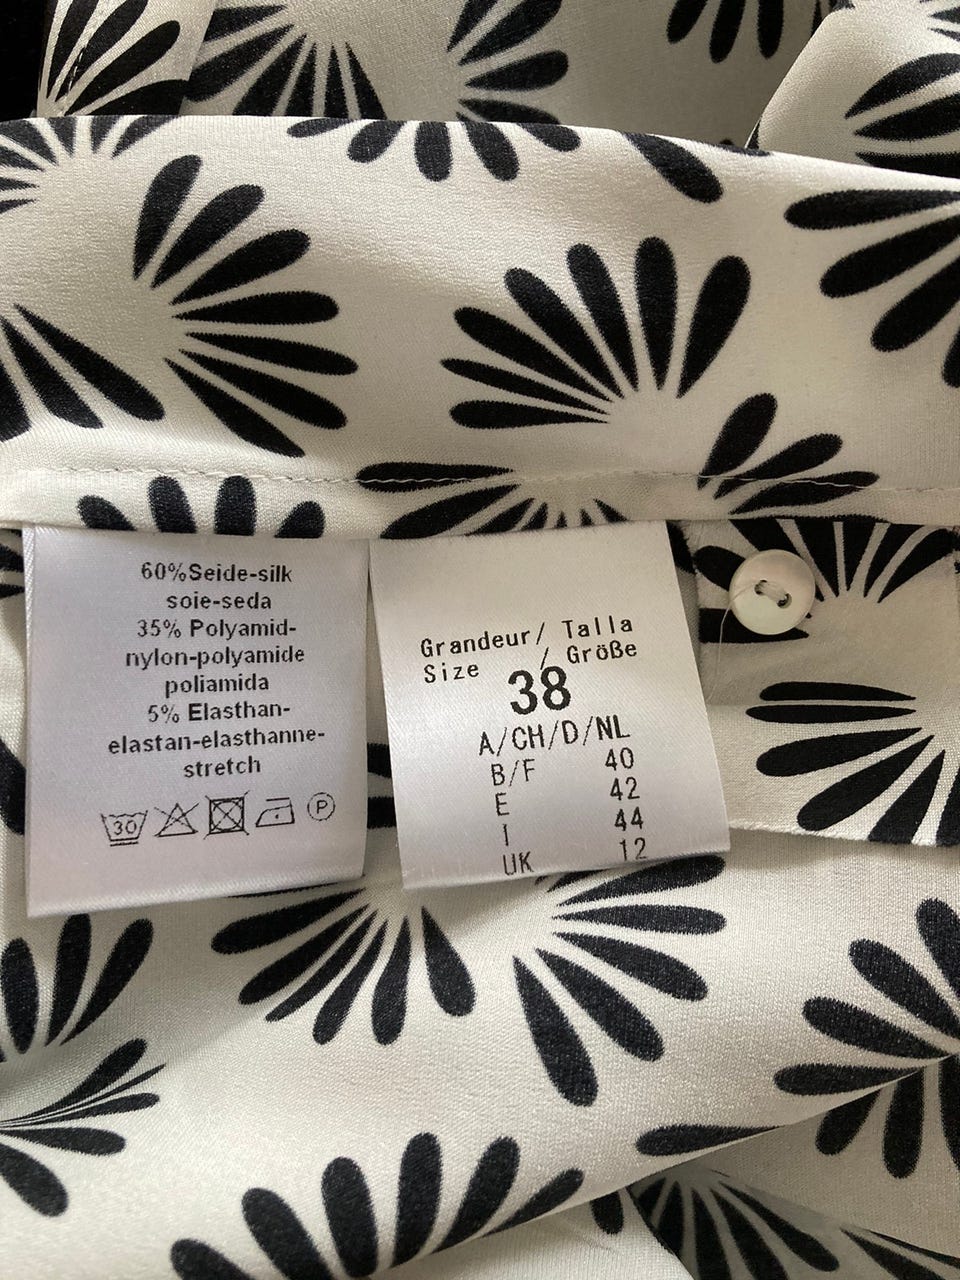 60%Seide-silk
soie-seda
35% Polyamid-
nylon-polyamide
poliamida
5% Elasthan-
elastan-elasthanne-
stretch
30 P
Grandeur/ Talla
Size / Größe
38
A/CH/D/NL
B/F 40
E 42
I 44
UK 12